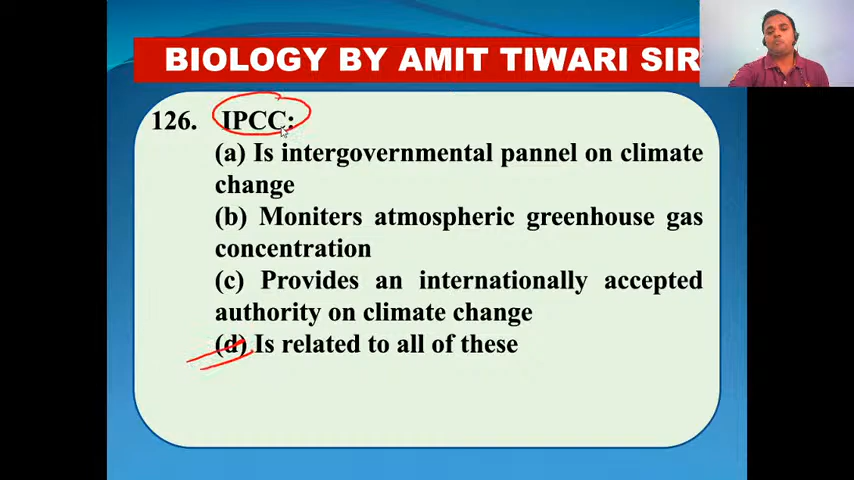 BIOLOGY BY AMIT TIWARI SIR
126. IPCC:
(a) Is intergovernmental pannel on climate
change
(b) Moniters atmospheric greenhouse gas
concentration
(c) Provides an internationally accepted
authority on climate change
(d) Is related to all of these